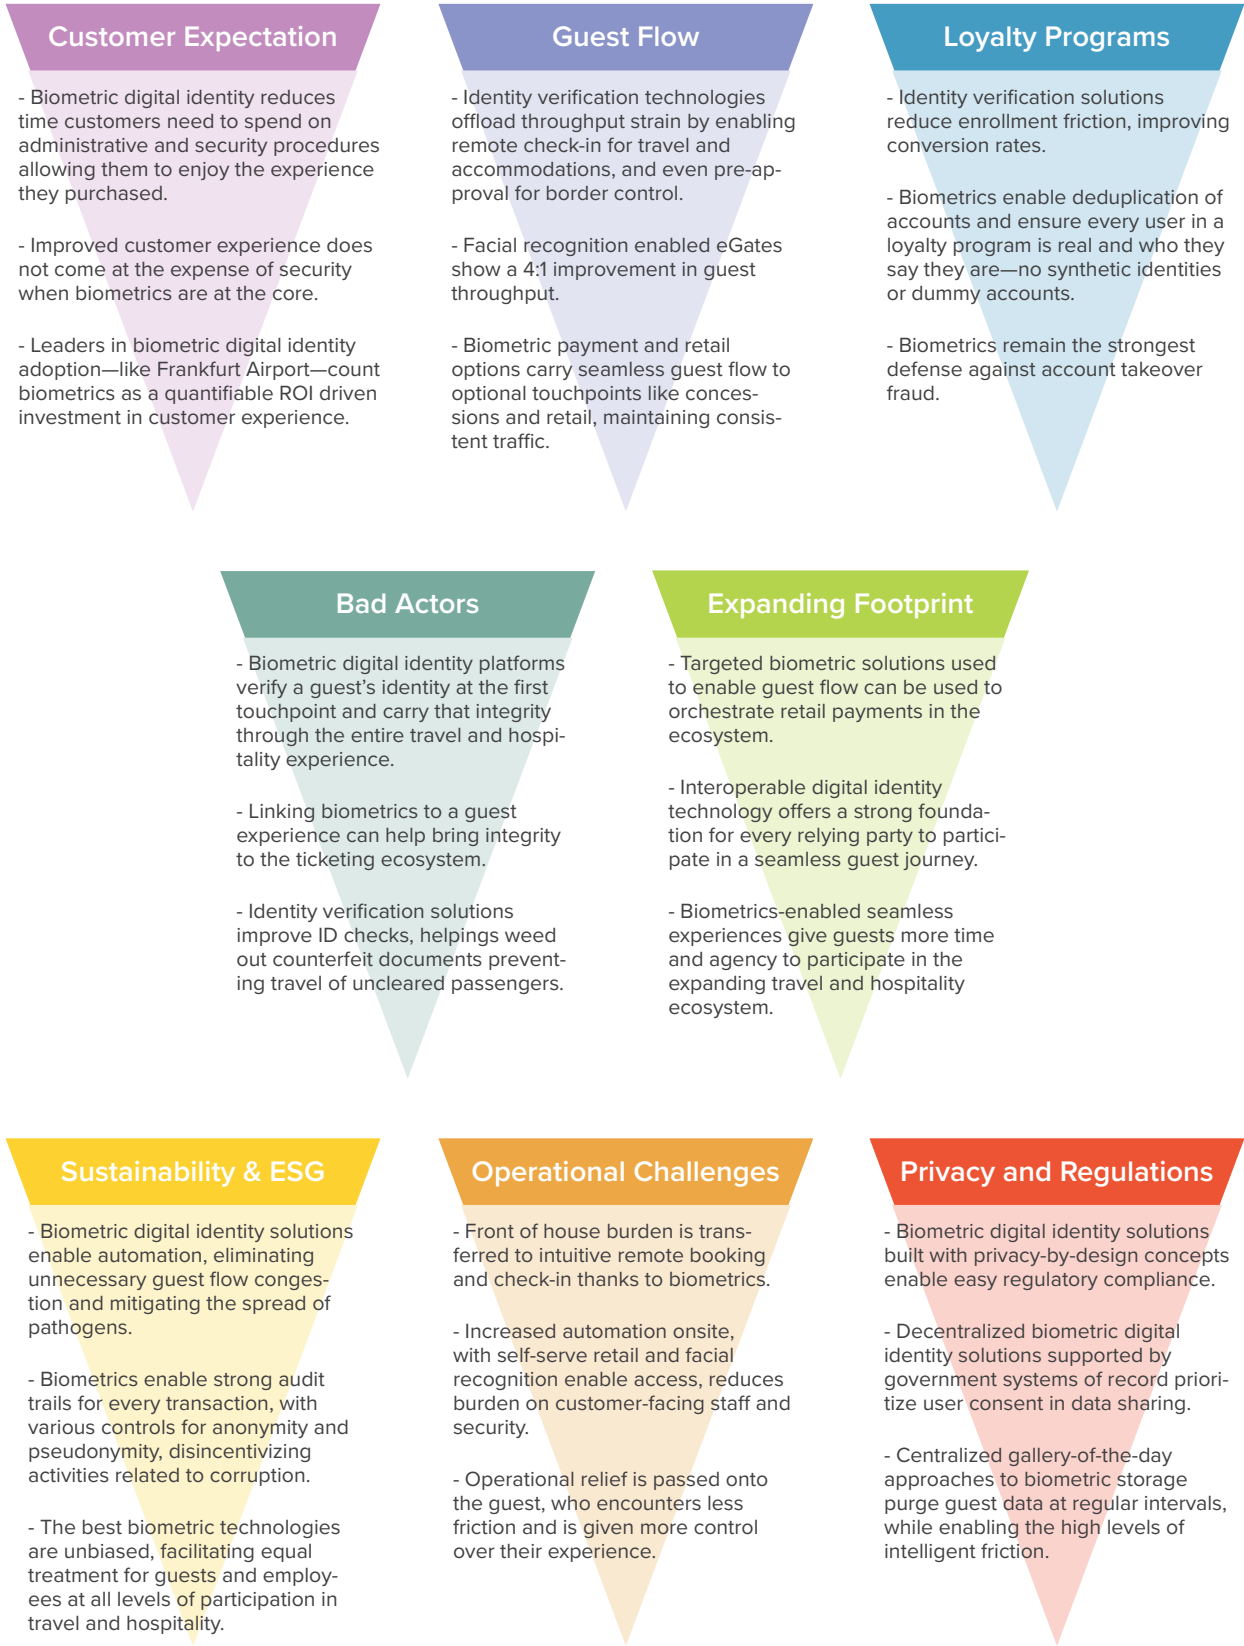 Customer Expectation
- Biometric digital identity reduces
time customers need to spend on
administrative and security procedures
allowing them to enjoy the experience
they purchased.
- Improved customer experience does
not come at the expense of security
when biometrics are at the core.
- Leaders in biometric digital identity
adoption—like Frankfurt Airport—count
biometrics as a quantifiable ROI driven
investment in customer experience.
Guest Flow
- Identity verification technologies
offload throughput strain by enabling
remote check-in for travel and
accommodations, and even pre-ap-
proval for border control.
- Facial recognition enabled eGates
show a 4:1 improvement in guest
throughput.
- Biometric payment and retail
options carry seamless guest flow to
optional touchpoints like conces-
sions and retail, maintaining consis-
tent traffic.
Loyalty Programs
- Identity verification solutions
reduce enrollment friction, improving
conversion rates.
- Biometrics enable deduplication of
accounts and ensure every user in a
loyalty program is real and who they
say they are—no synthetic identities
or dummy accounts.
- Biometrics remain the strongest
defense against account takeover
fraud.
Bad Actors
- Biometric digital identity platforms
verify a guest's identity at the first
touchpoint and carry that integrity
through the entire travel and hospi-
tality experience.
- Linking biometrics to a guest
experience can help bring integrity
to the ticketing ecosystem.
- Identity verification solutions
improve ID checks, helpings weed
out counterfeit documents prevent-
ing travel of uncleared passengers.
Expanding Footprint
- Targeted biometric solutions used
to enable guest flow can be used to
orchestrate retail payments in the
ecosystem.
- Interoperable digital identity
technology offers a strong founda-
tion for every relying party to partici-
pate in a seamless guest journey.
- Biometrics-enabled seamless
experiences give guests more time
and agency to participate in the
expanding travel and hospitality
ecosystem.
Sustainability & ESG
- Biometric digital identity solutions
enable automation, eliminating
unnecessary guest flow conges-
tion and mitigating the spread of
pathogens.
- Biometrics enable strong audit
trails for every transaction, with
various controls for anonymity and
pseudonymity, disincentivizing
activities related to corruption.
- The best biometric technologies
are unbiased, facilitating equal
treatment for guests and employ-
ees at all levels of participation in
travel and hospitality.
Operational Challenges
- Front of house burden is trans-
ferred to intuitive remote booking
and check-in thanks to biometrics.
- Increased automation onsite,
with self-serve retail and facial
recognition enable access, reduces
burden on customer-facing staff and
security.
- Operational relief is passed onto
the guest, who encounters less
friction and is given more control
over their experience.
Privacy and Regulations
- Biometric digital identity solutions
built with privacy-by-design concepts
enable easy regulatory compliance.
- Decentralized biometric digital
identity solutions supported by
government systems of record priori-
tize user consent in data sharing.
- Centralized gallery-of-the-day
approaches to biometric storage
purge guest data at regular intervals,
while enabling the high levels of
intelligent friction.